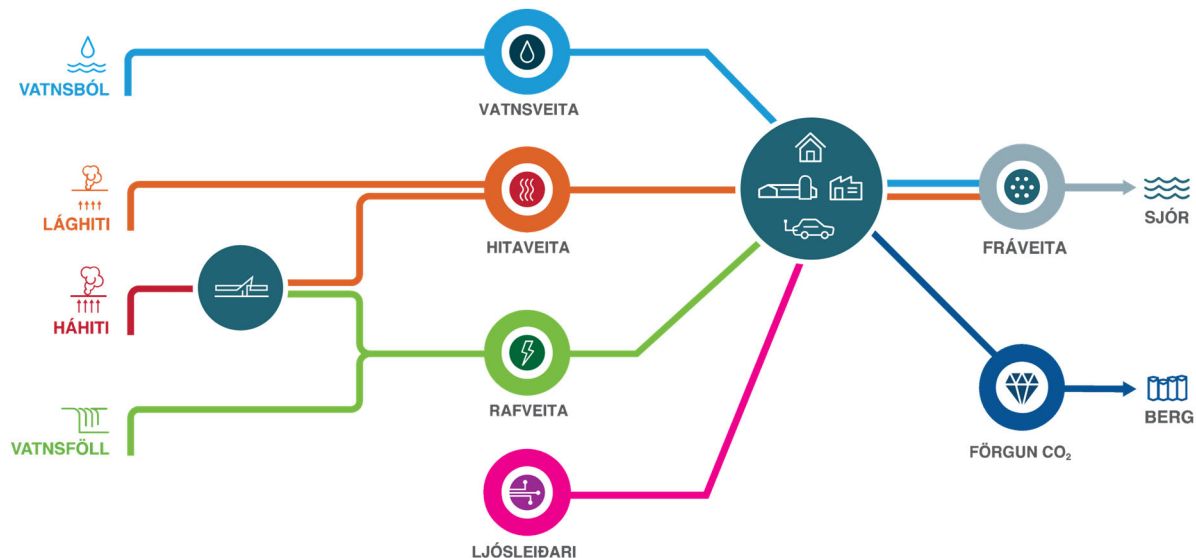 VATNSBÓL
VATNSVEITA
LÁGHITI
HITAVEITA
FRÁVEITA
SJÓR
HÁHITI
RAFVEITA
VATNSFÖLL
FÖRGUN CO₂
BERG
LJÓSLEIÐARI